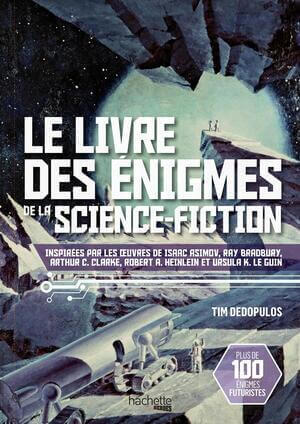 LE LIVRE
DES ÉNIGMES
DE LA SCIENCE-FICTION
INSPIRÉES PAR LES ŒUVRES DE ISAAC ASIMOV, RAY BRADBURY,
ARTHUR C. CLARKE, ROBERT A. HEINLEIN ET URSULA K. LE GUIN
TIM DEDOPULOS
PLUS DE
100
ÉNIGMES
FUTURISTES
hachette
HEROES